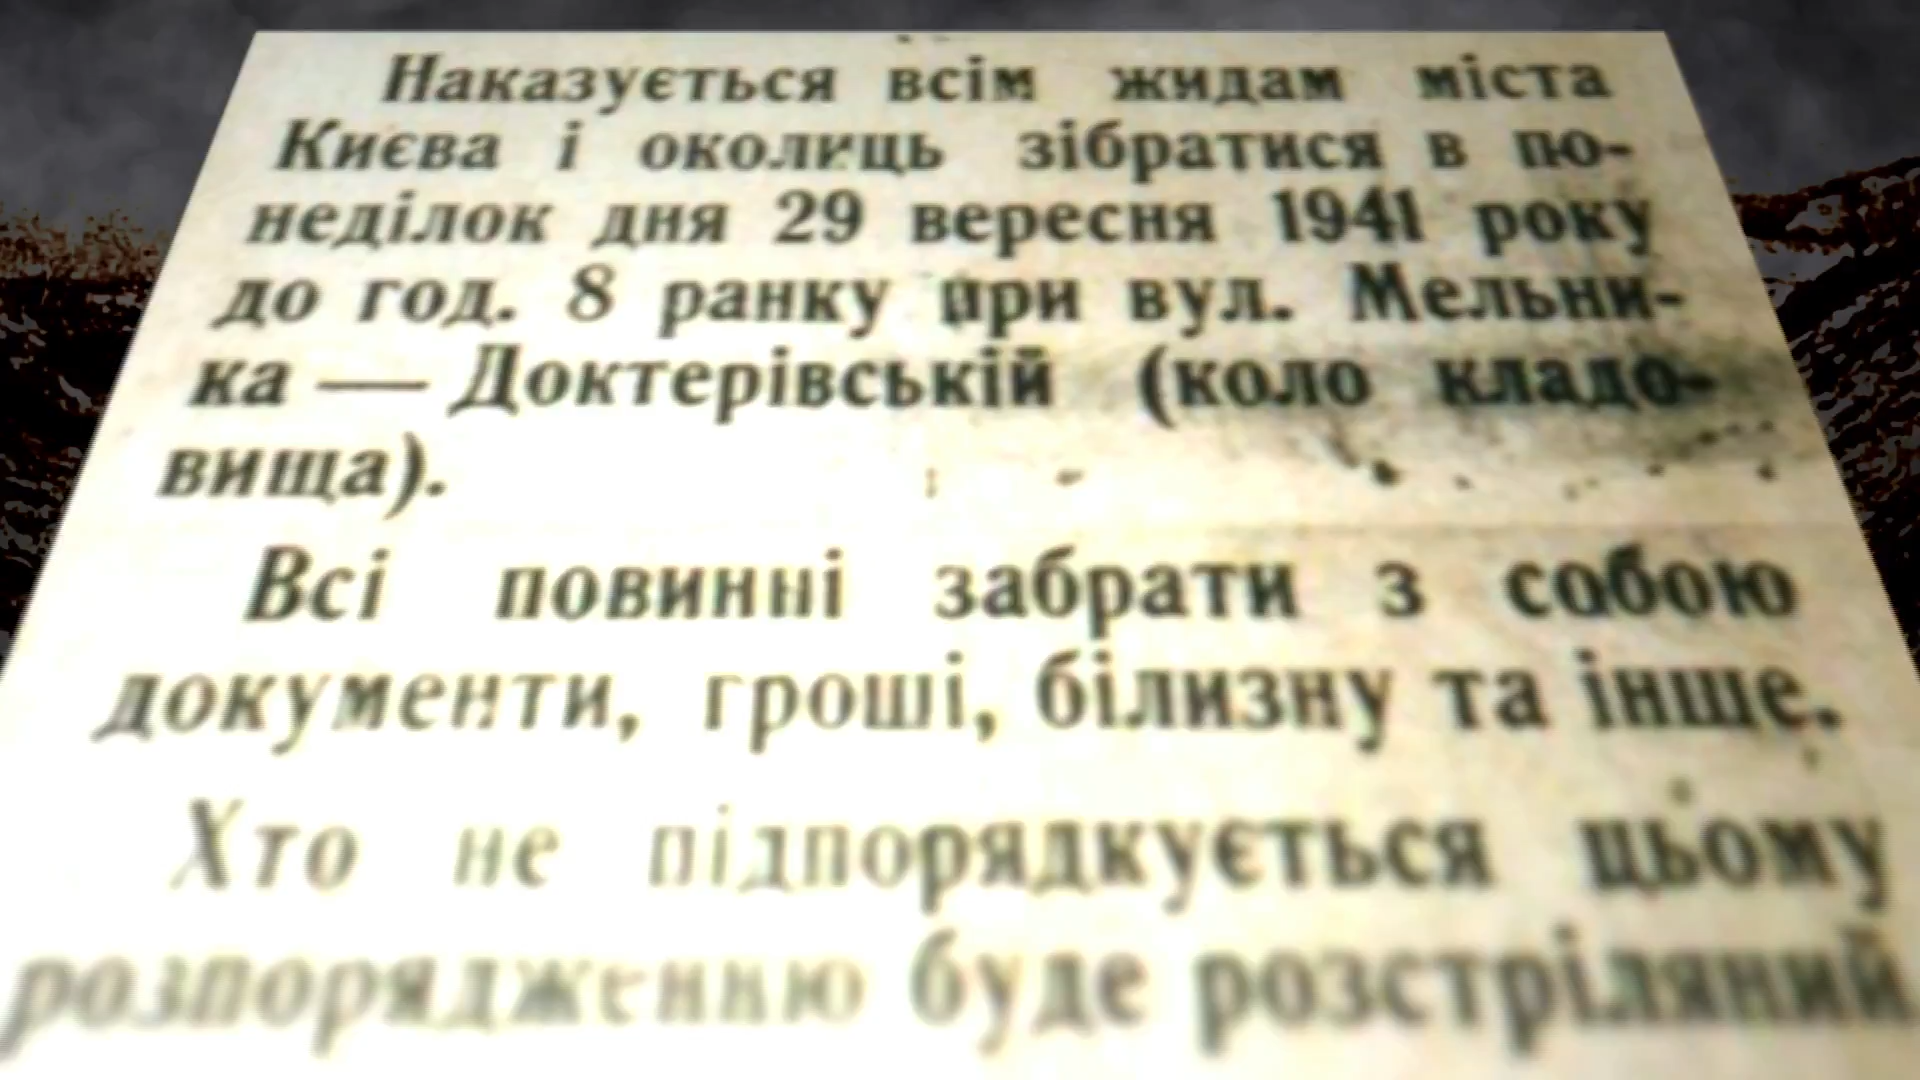 Наказується всім жидам міста
Києва і околиць зібратися в по-
неділок дня 29 вересня 1941 року
до год. 8 ранку при вул. Мельни-
ка — Доктерівській (коло кладо-
вища).
Всі повинні забрати з собою
документи, гроші, білизну та інше.
Хто не підпорядкується цьому
розпорядженню буде розстріляний